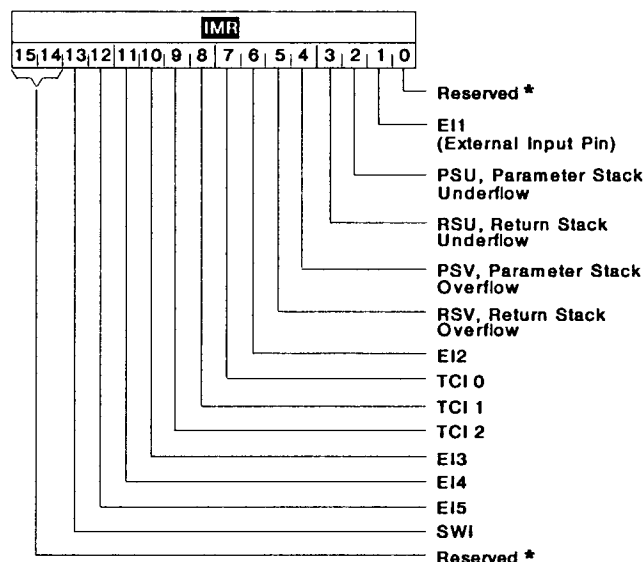 IMR
15 14 13 12 11 10 9 8 7 6 5 4 3 2 1 0
Reserved *
EI1
(External Input Pin)
PSU, Parameter Stack
Underflow
RSU, Return Stack
Underflow
PSV, Parameter Stack
Overflow
RSV, Return Stack
Overflow
EI2
TCI 0
TCI 1
TCI 2
EI3
EI4
EI5
SWI
Reserved *